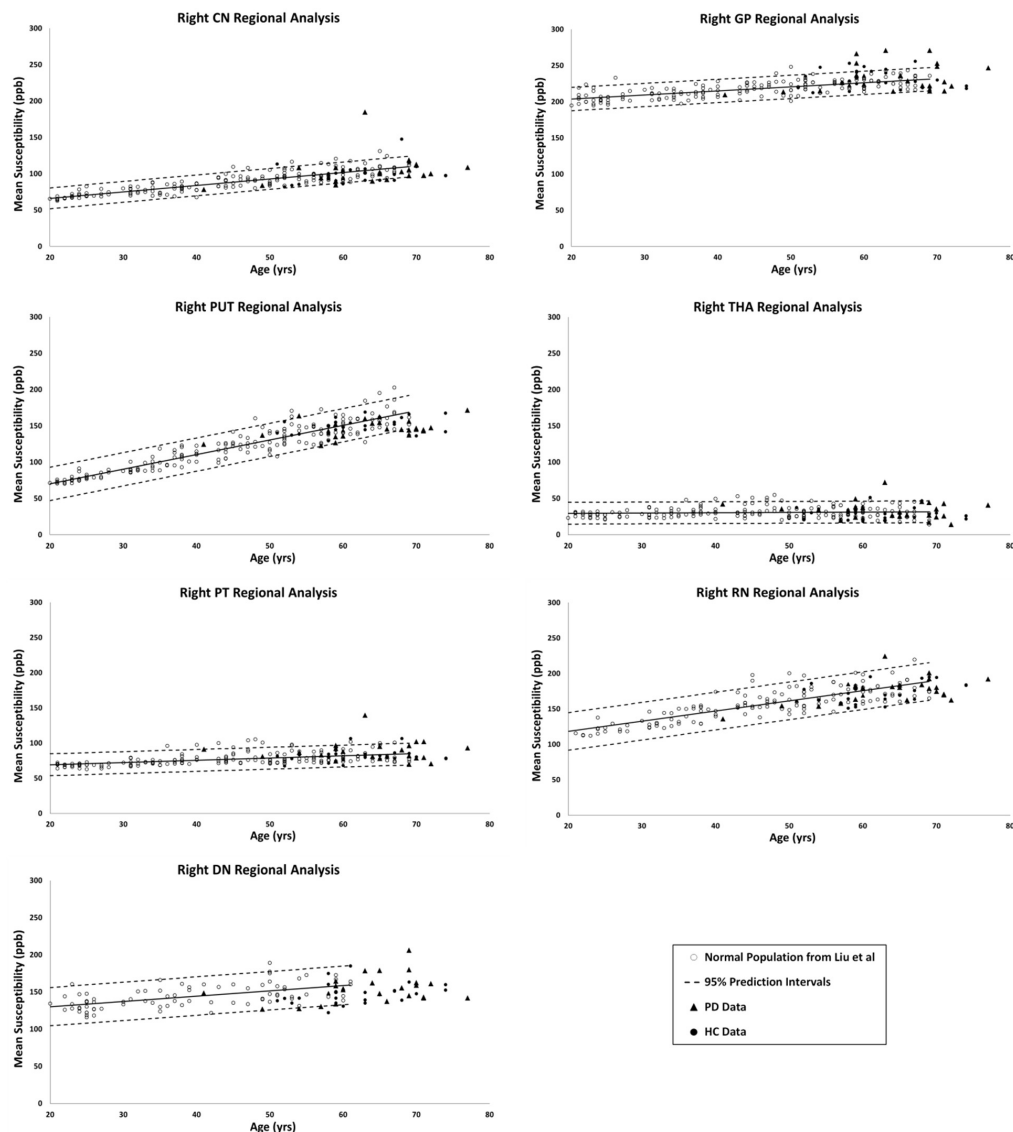 Right CN Regional Analysis
300
250
200
150
100
50
0
Mean Susceptibility (ppb)
20 30 40 50 60 70 80
Age (yrs)
Right GP Regional Analysis
300
250
200
150
100
50
0
Mean Susceptibility (ppb)
20 30 40 50 60 70 80
Age (yrs)
Right PUT Regional Analysis
300
250
200
150
100
50
0
Mean Susceptibility (ppb)
20 30 40 50 60 70 80
Age (yrs)
Right THA Regional Analysis
300
250
200
150
100
50
0
Mean Susceptibility (ppb)
20 30 40 50 60 70 80
Age (yrs)
Right PT Regional Analysis
300
250
200
150
100
50
0
Mean Susceptibility (ppb)
20 30 40 50 60 70 80
Age (yrs)
Right RN Regional Analysis
300
250
200
150
100
50
0
Mean Susceptibility (ppb)
20 30 40 50 60 70 80
Age (yrs)
Right DN Regional Analysis
300
250
200
150
100
50
0
Mean Susceptibility (ppb)
20 30 40 50 60 70 80
Age (yrs)
Normal Population from Liu et al
95% Prediction Intervals
PD Data
HC Data